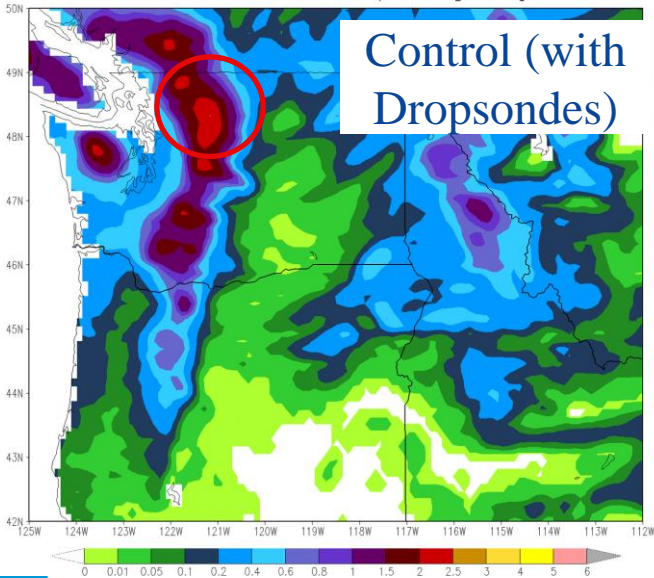 50N
Control (with
Dropsondes)
49N
48N
47N
46N
45N
44N
43N
42N
125W 124W 123W 122W 121W 120W 119W 118W 117W 116W 115W 114W 113W 112W
0 0.01 0.05 0.1 0.2 0.4 0.6 0.8 1 1.5 2 2.5 3 4 5 6